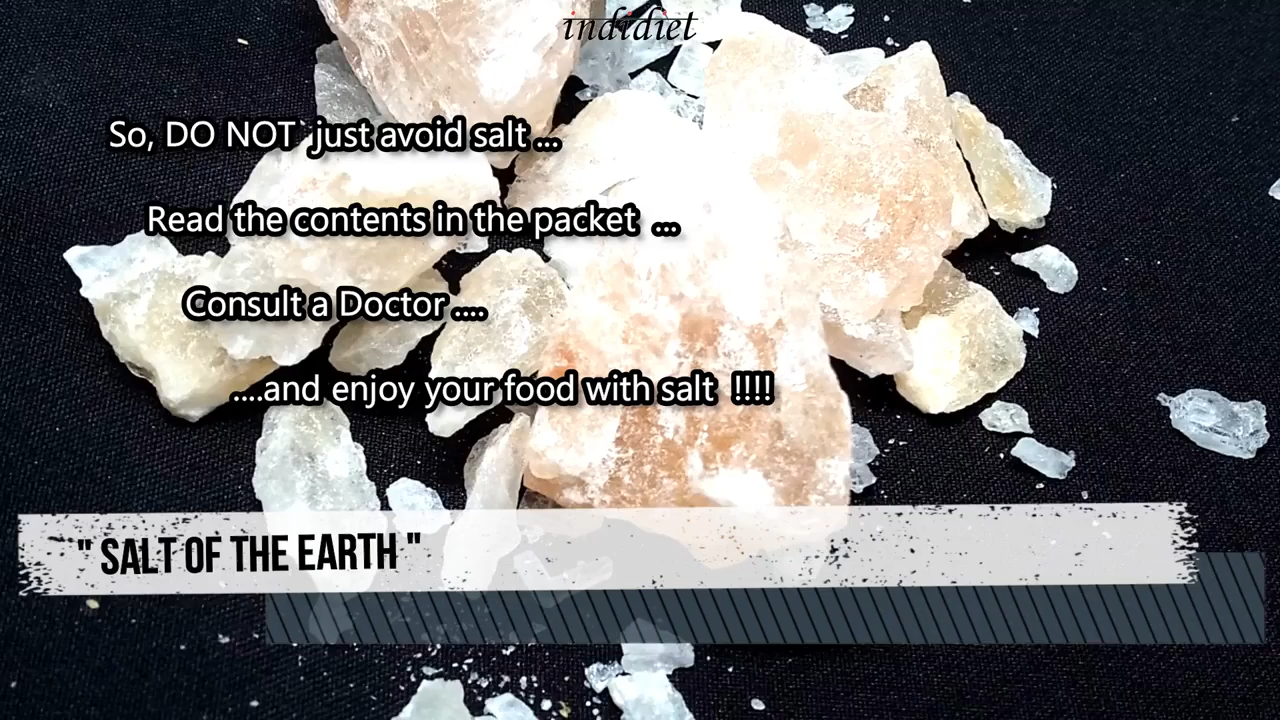 indidiet
So, DO NOT` just avoid salt ...
Read the contents in the packet ...
Consult a Doctor ....
....and enjoy your food with salt !!!!
" SALT OF THE EARTH "